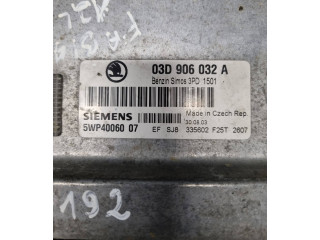 FABIA
12L
03D 906 032 A
Benzin Simos 3PD 1501
SIEMENS
Made in Czech Rep.
30.08.03
5WP40060 07 EF SJ8 335602 F25T 2607
192